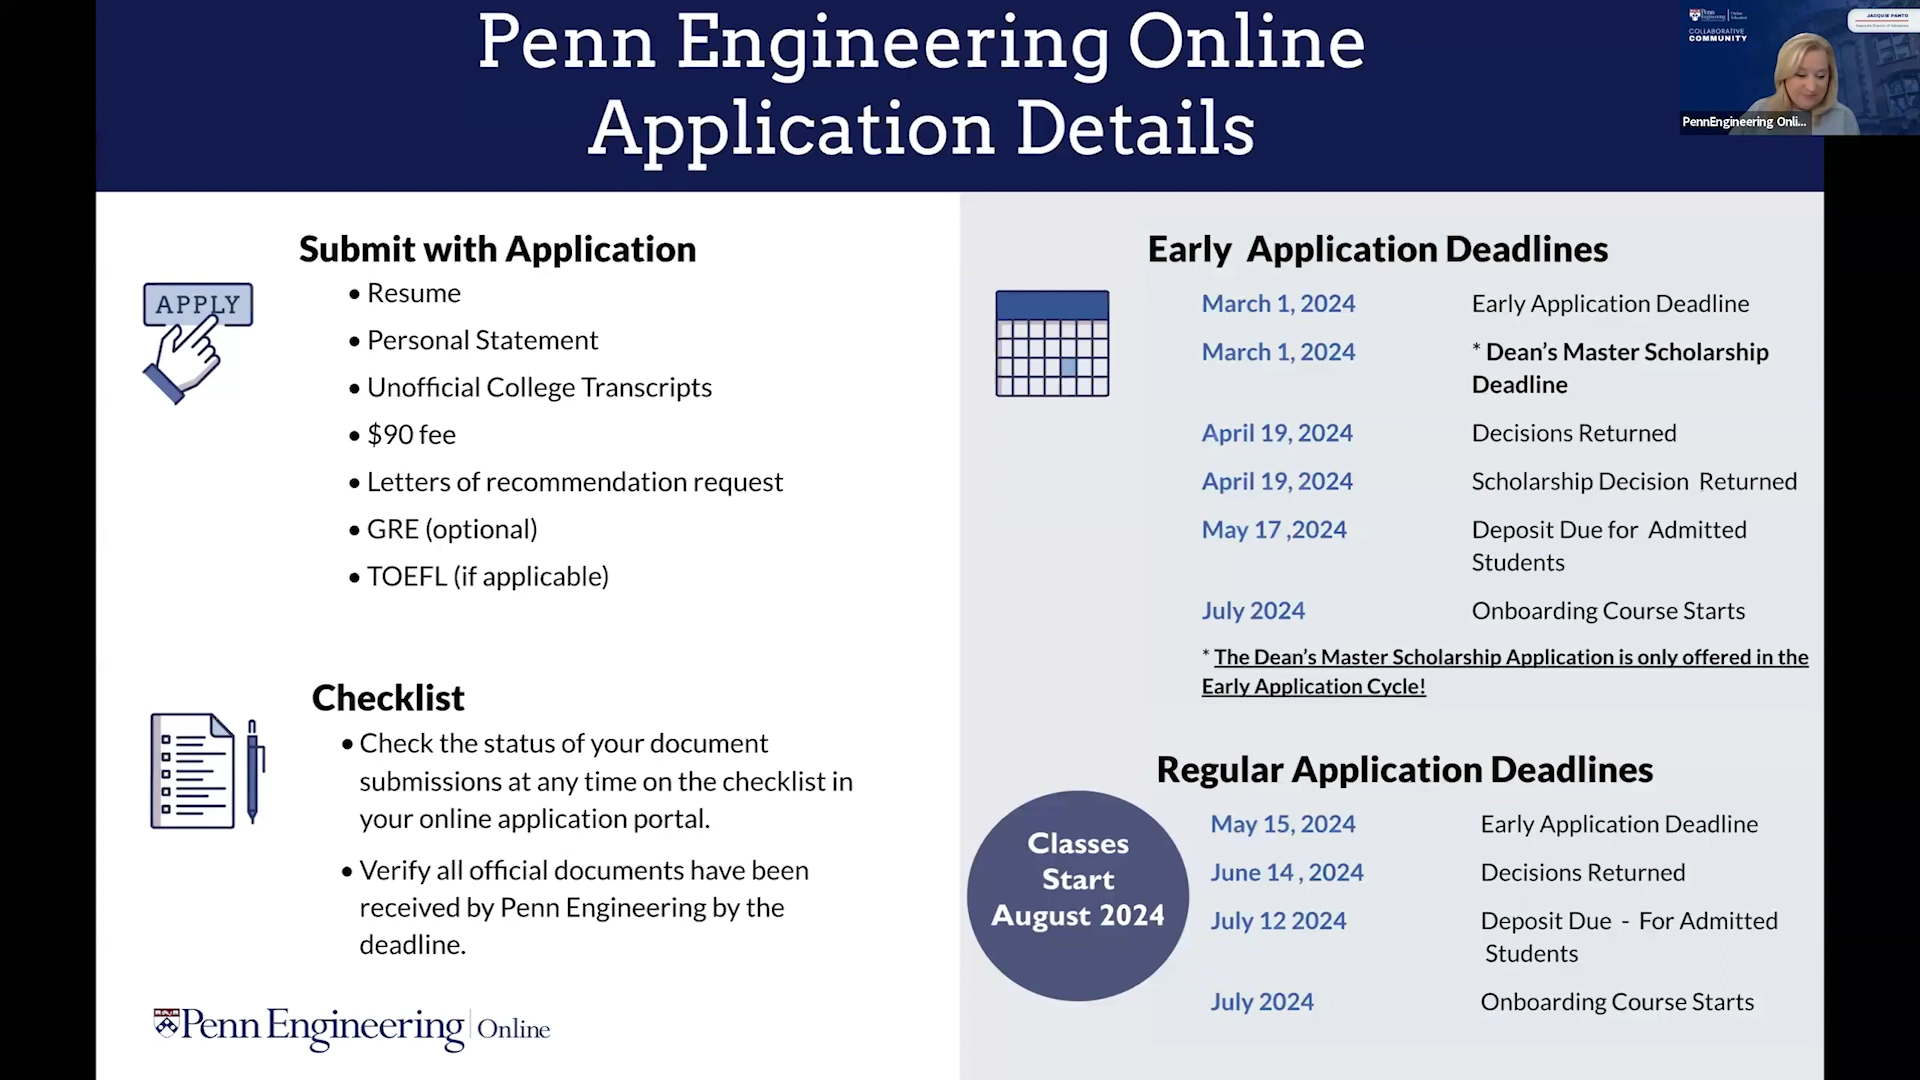 Penn Engineering Online
Application Details
Penn Engineering
Online
COLLABORATIVE
COMMUNITY
JACQUIE PANTO
PennEngineering Onli...
Submit with Application
APPLY
• Resume
• Personal Statement
• Unofficial College Transcripts
• $90 fee
• Letters of recommendation request
• GRE (optional)
• TOEFL (if applicable)
Checklist
• Check the status of your document
submissions at any time on the checklist in
your online application portal.
• Verify all official documents have been
received by Penn Engineering by the
deadline.
Penn Engineering Online
Early Application Deadlines
March 1, 2024 Early Application Deadline
March 1, 2024 * Dean’s Master Scholarship
Deadline
April 19, 2024 Decisions Returned
April 19, 2024 Scholarship Decision Returned
May 17 ,2024 Deposit Due for Admitted
Students
July 2024 Onboarding Course Starts
* The Dean’s Master Scholarship Application is only offered in the
Early Application Cycle!
Regular Application Deadlines
Classes
Start
August 2024
May 15, 2024 Early Application Deadline
June 14 , 2024 Decisions Returned
July 12 2024 Deposit Due - For Admitted
Students
July 2024 Onboarding Course Starts